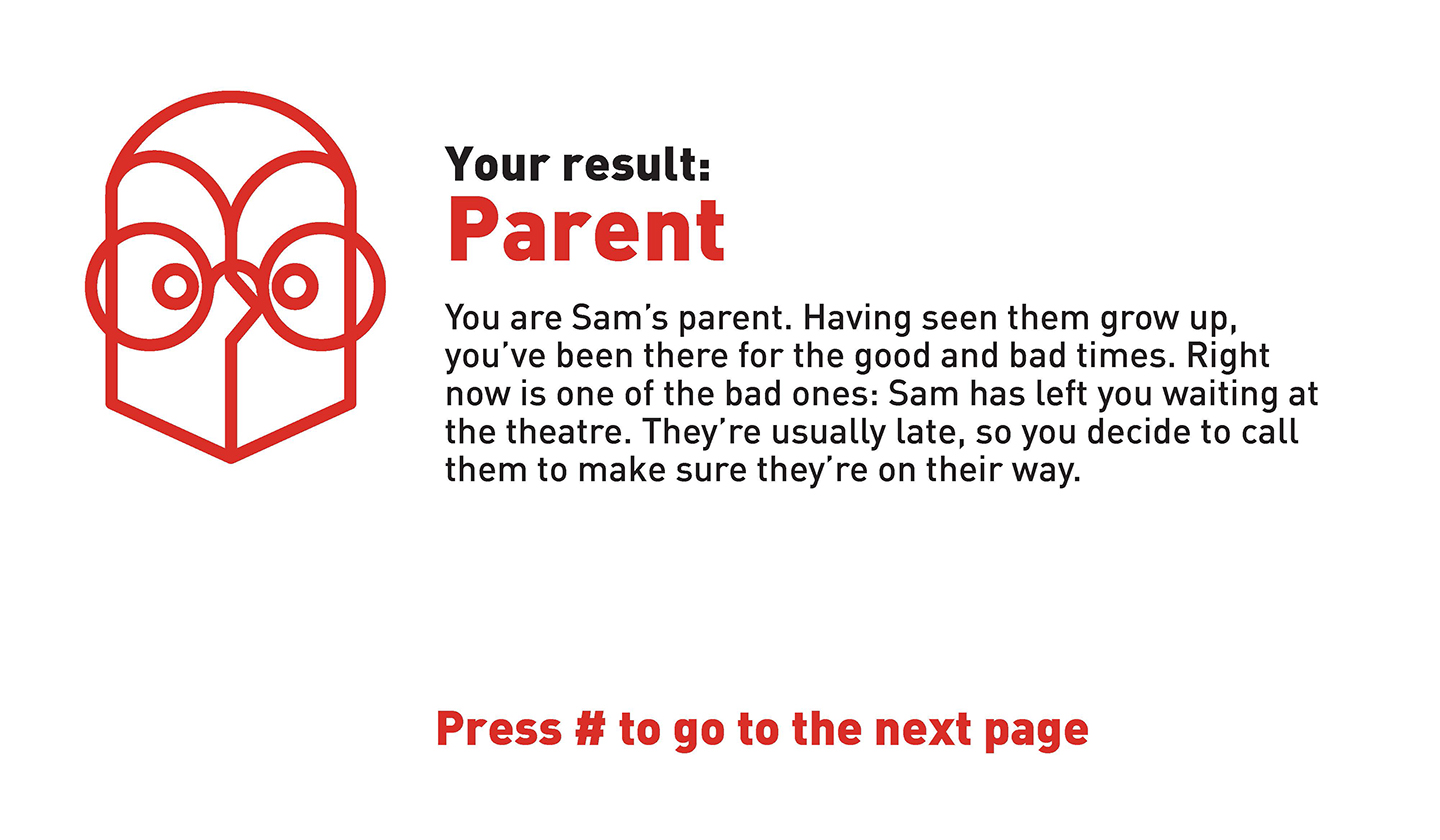 Your result:
Parent
You are Sam’s parent. Having seen them grow up,
you’ve been there for the good and bad times. Right
now is one of the bad ones: Sam has left you waiting at
the theatre. They’re usually late, so you decide to call
them to make sure they’re on their way.
Press # to go to the next page